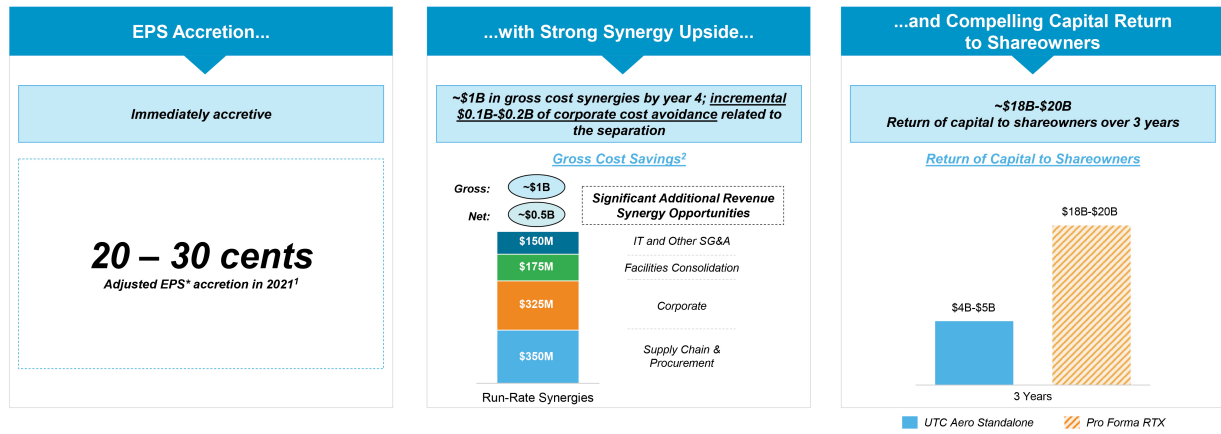 EPS Accretion...
Immediately accretive
20 – 30 cents
Adjusted EPS* accretion in 2021¹
...with Strong Synergy Upside...
~$1B in gross cost synergies by year 4; incremental
$0.1B-$0.2B of corporate cost avoidance related to
the separation
Gross Cost Savings²
Gross: ~$1B
Net: ~$0.5B
Significant Additional Revenue
Synergy Opportunities
$150M IT and Other SG&A
$175M Facilities Consolidation
$325M Corporate
$350M Supply Chain &
Procurement
Run-Rate Synergies
...and Compelling Capital Return
to Shareowners
~$18B-$20B
Return of capital to shareowners over 3 years
Return of Capital to Shareowners
$18B-$20B
$4B-$5B
3 Years
UTC Aero Standalone Pro Forma RTX